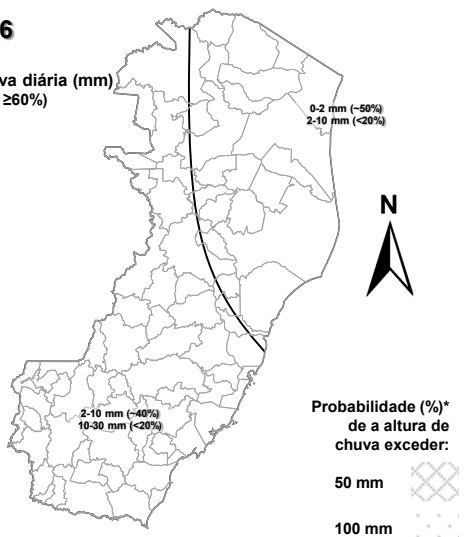 6
va diária (mm)
≥60%)
0-2 mm (~50%)
2-10 mm (<20%)
N
2-10 mm (~40%)
10-30 mm (<20%)
Probabilidade (%)*
de a altura de
chuva exceder:
50 mm
100 mm